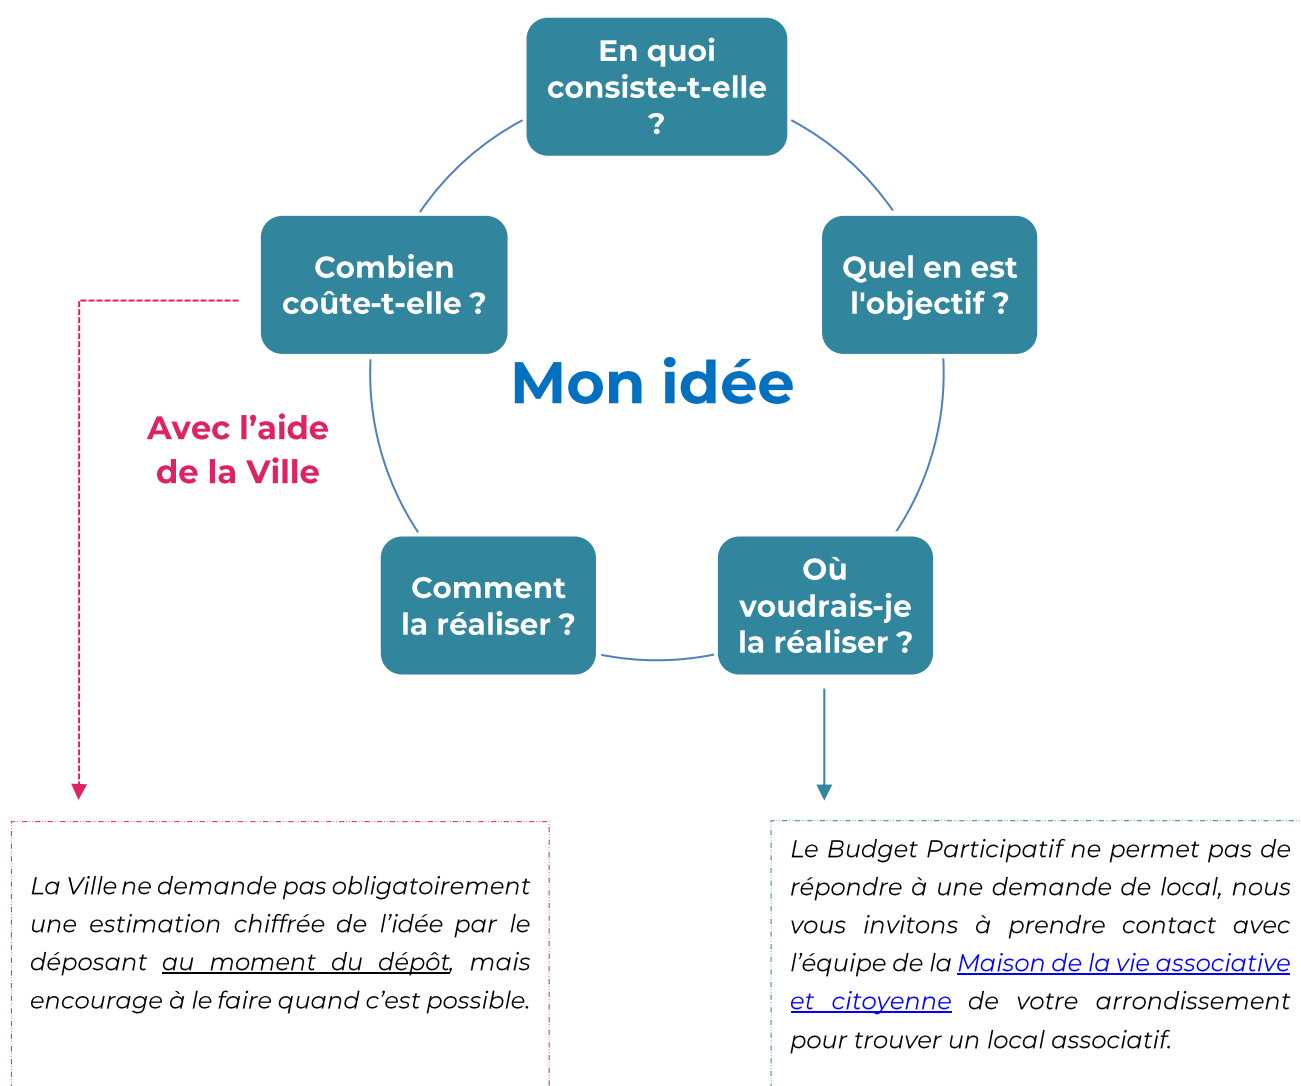 En quoi
consiste-t-elle
?
Combien
coûte-t-elle ?
Quel en est
l'objectif ?
Mon idée
Avec l’aide
de la Ville
Comment
la réaliser ?
Où
voudrais-je
la réaliser ?
La Ville ne demande pas obligatoirement
une estimation chiffrée de l’idée par le
déposant au moment du dépôt, mais
encourage à le faire quand c’est possible.
Le Budget Participatif ne permet pas de
répondre à une demande de local, nous
vous invitons à prendre contact avec
l’équipe de la Maison de la vie associative
et citoyenne de votre arrondissement
pour trouver un local associatif.